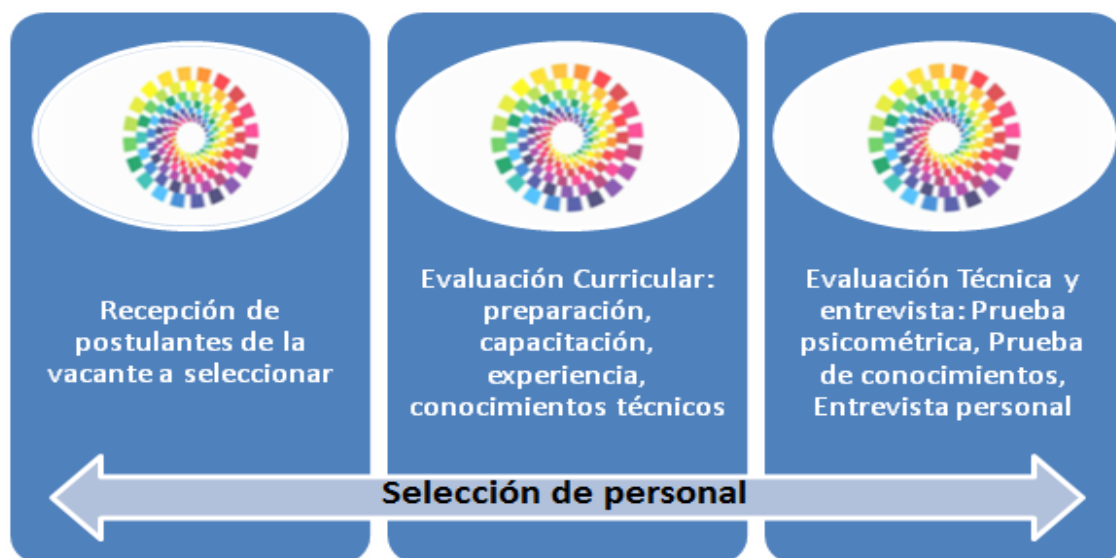 Recepción de
postulantes de la
vacante a seleccionar
Evaluación Curricular:
preparación,
capacitación,
experiencia,
conocimientos técnicos
Evaluación Técnica y
entrevista: Prueba
psicométrica, Prueba
de conocimientos,
Entrevista personal
Selección de personal